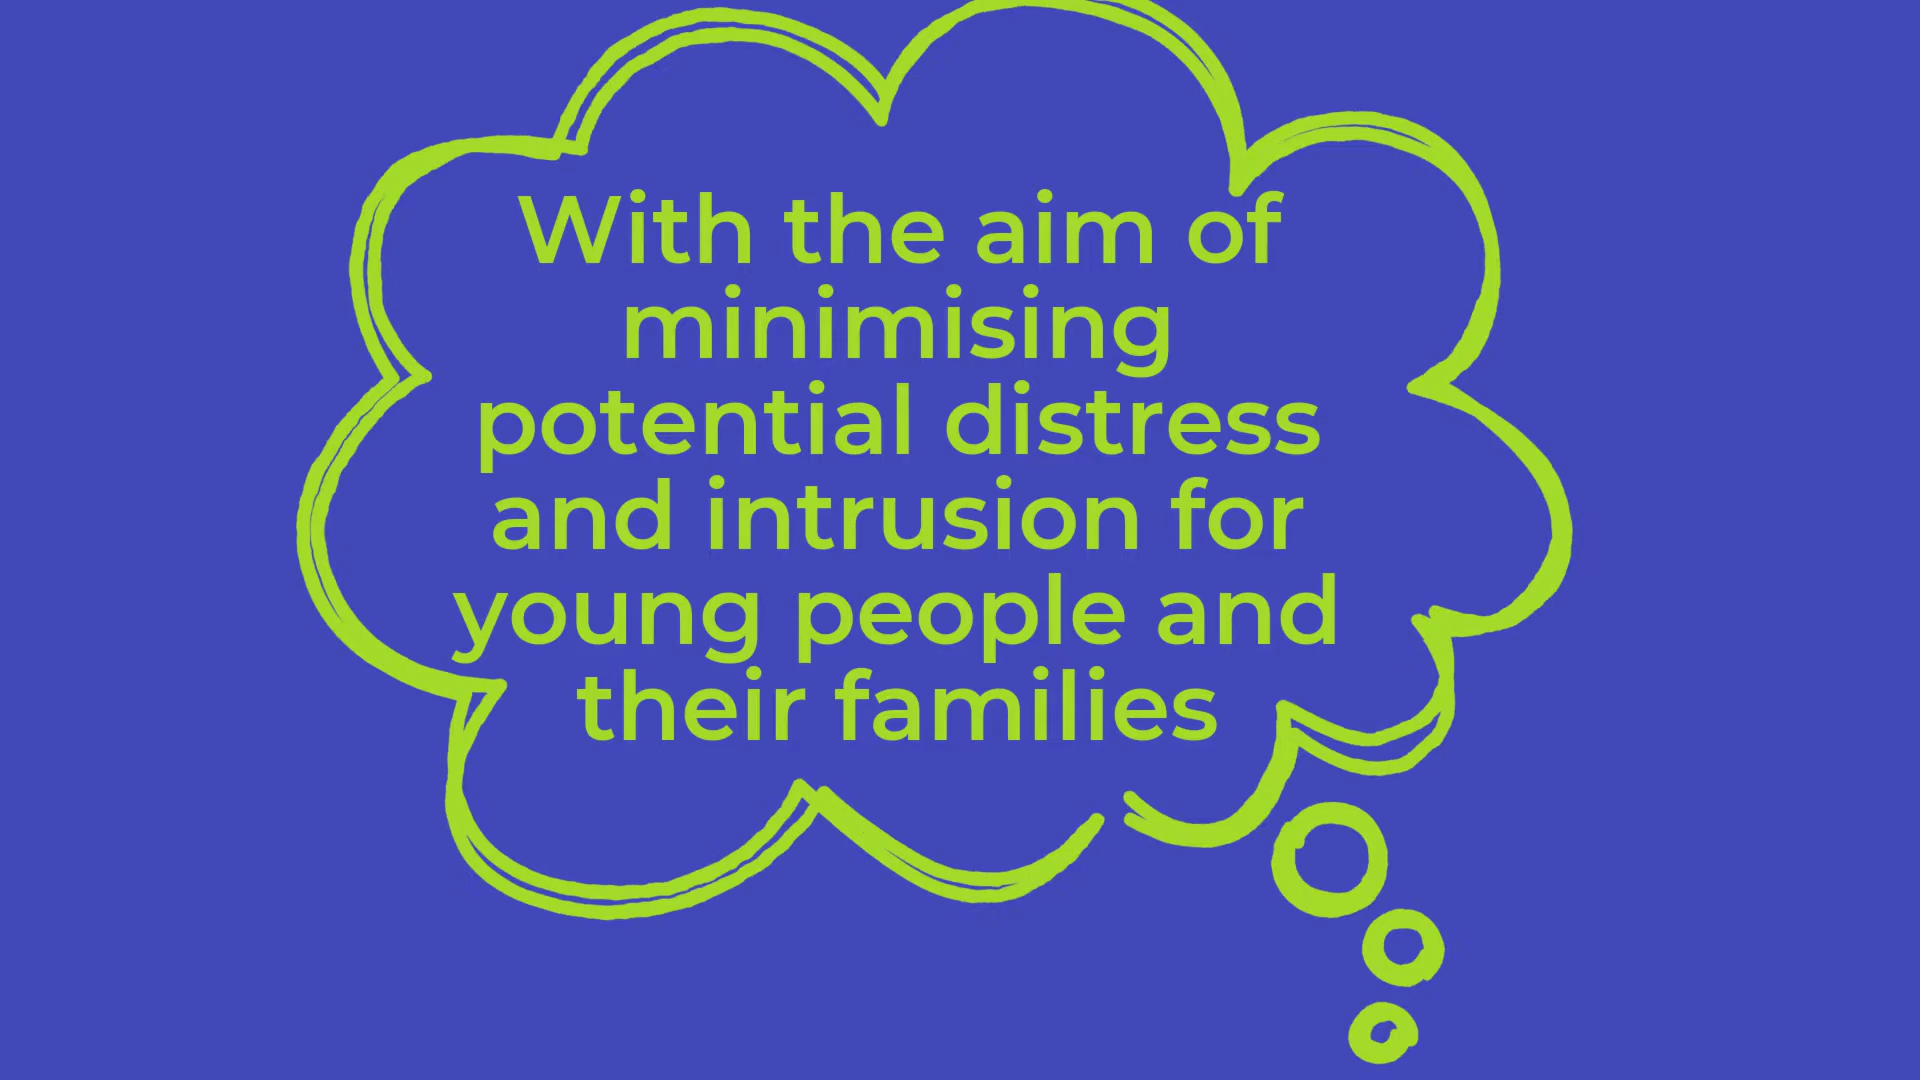 With the aim of
minimising
potential distress
and intrusion for
young people and
their families